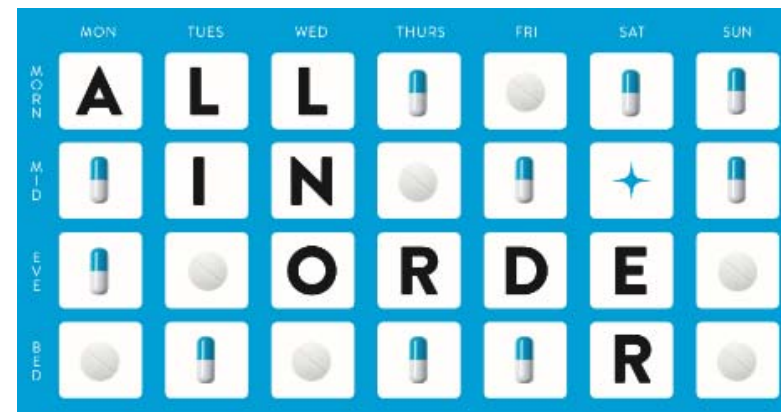 MON TUES WED THURS FRI SAT SUN
MORN A L L
MID I N
EVE O R D E
BED R